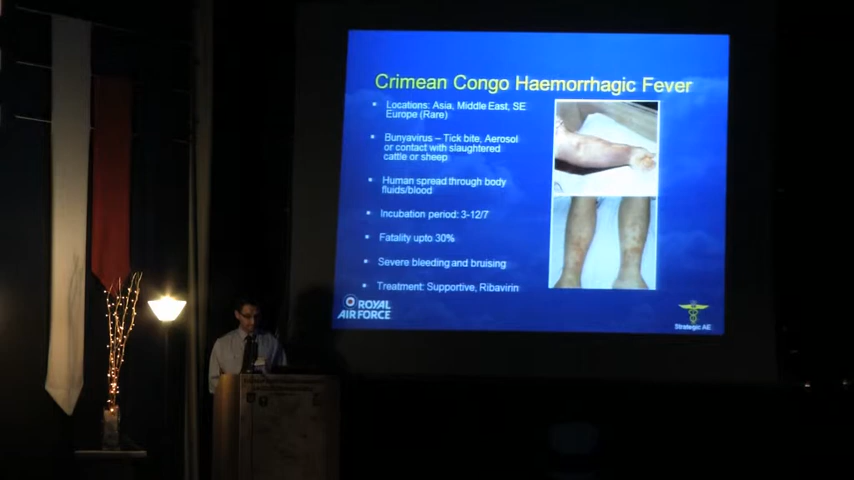 Crimean Congo Haemorrhagic Fever
Locations: Asia, Middle East, SE
Europe (Rare)
Bunyavirus – Tick bite, Aerosol
or contact with slaughtered
cattle or sheep
Human spread through body
fluids/blood
Incubation period: 3-12/7
Fatality upto 30%
Severe bleeding and bruising
Treatment: Supportive, Ribavirin
ROYAL
AIR FORCE
Strategic AE